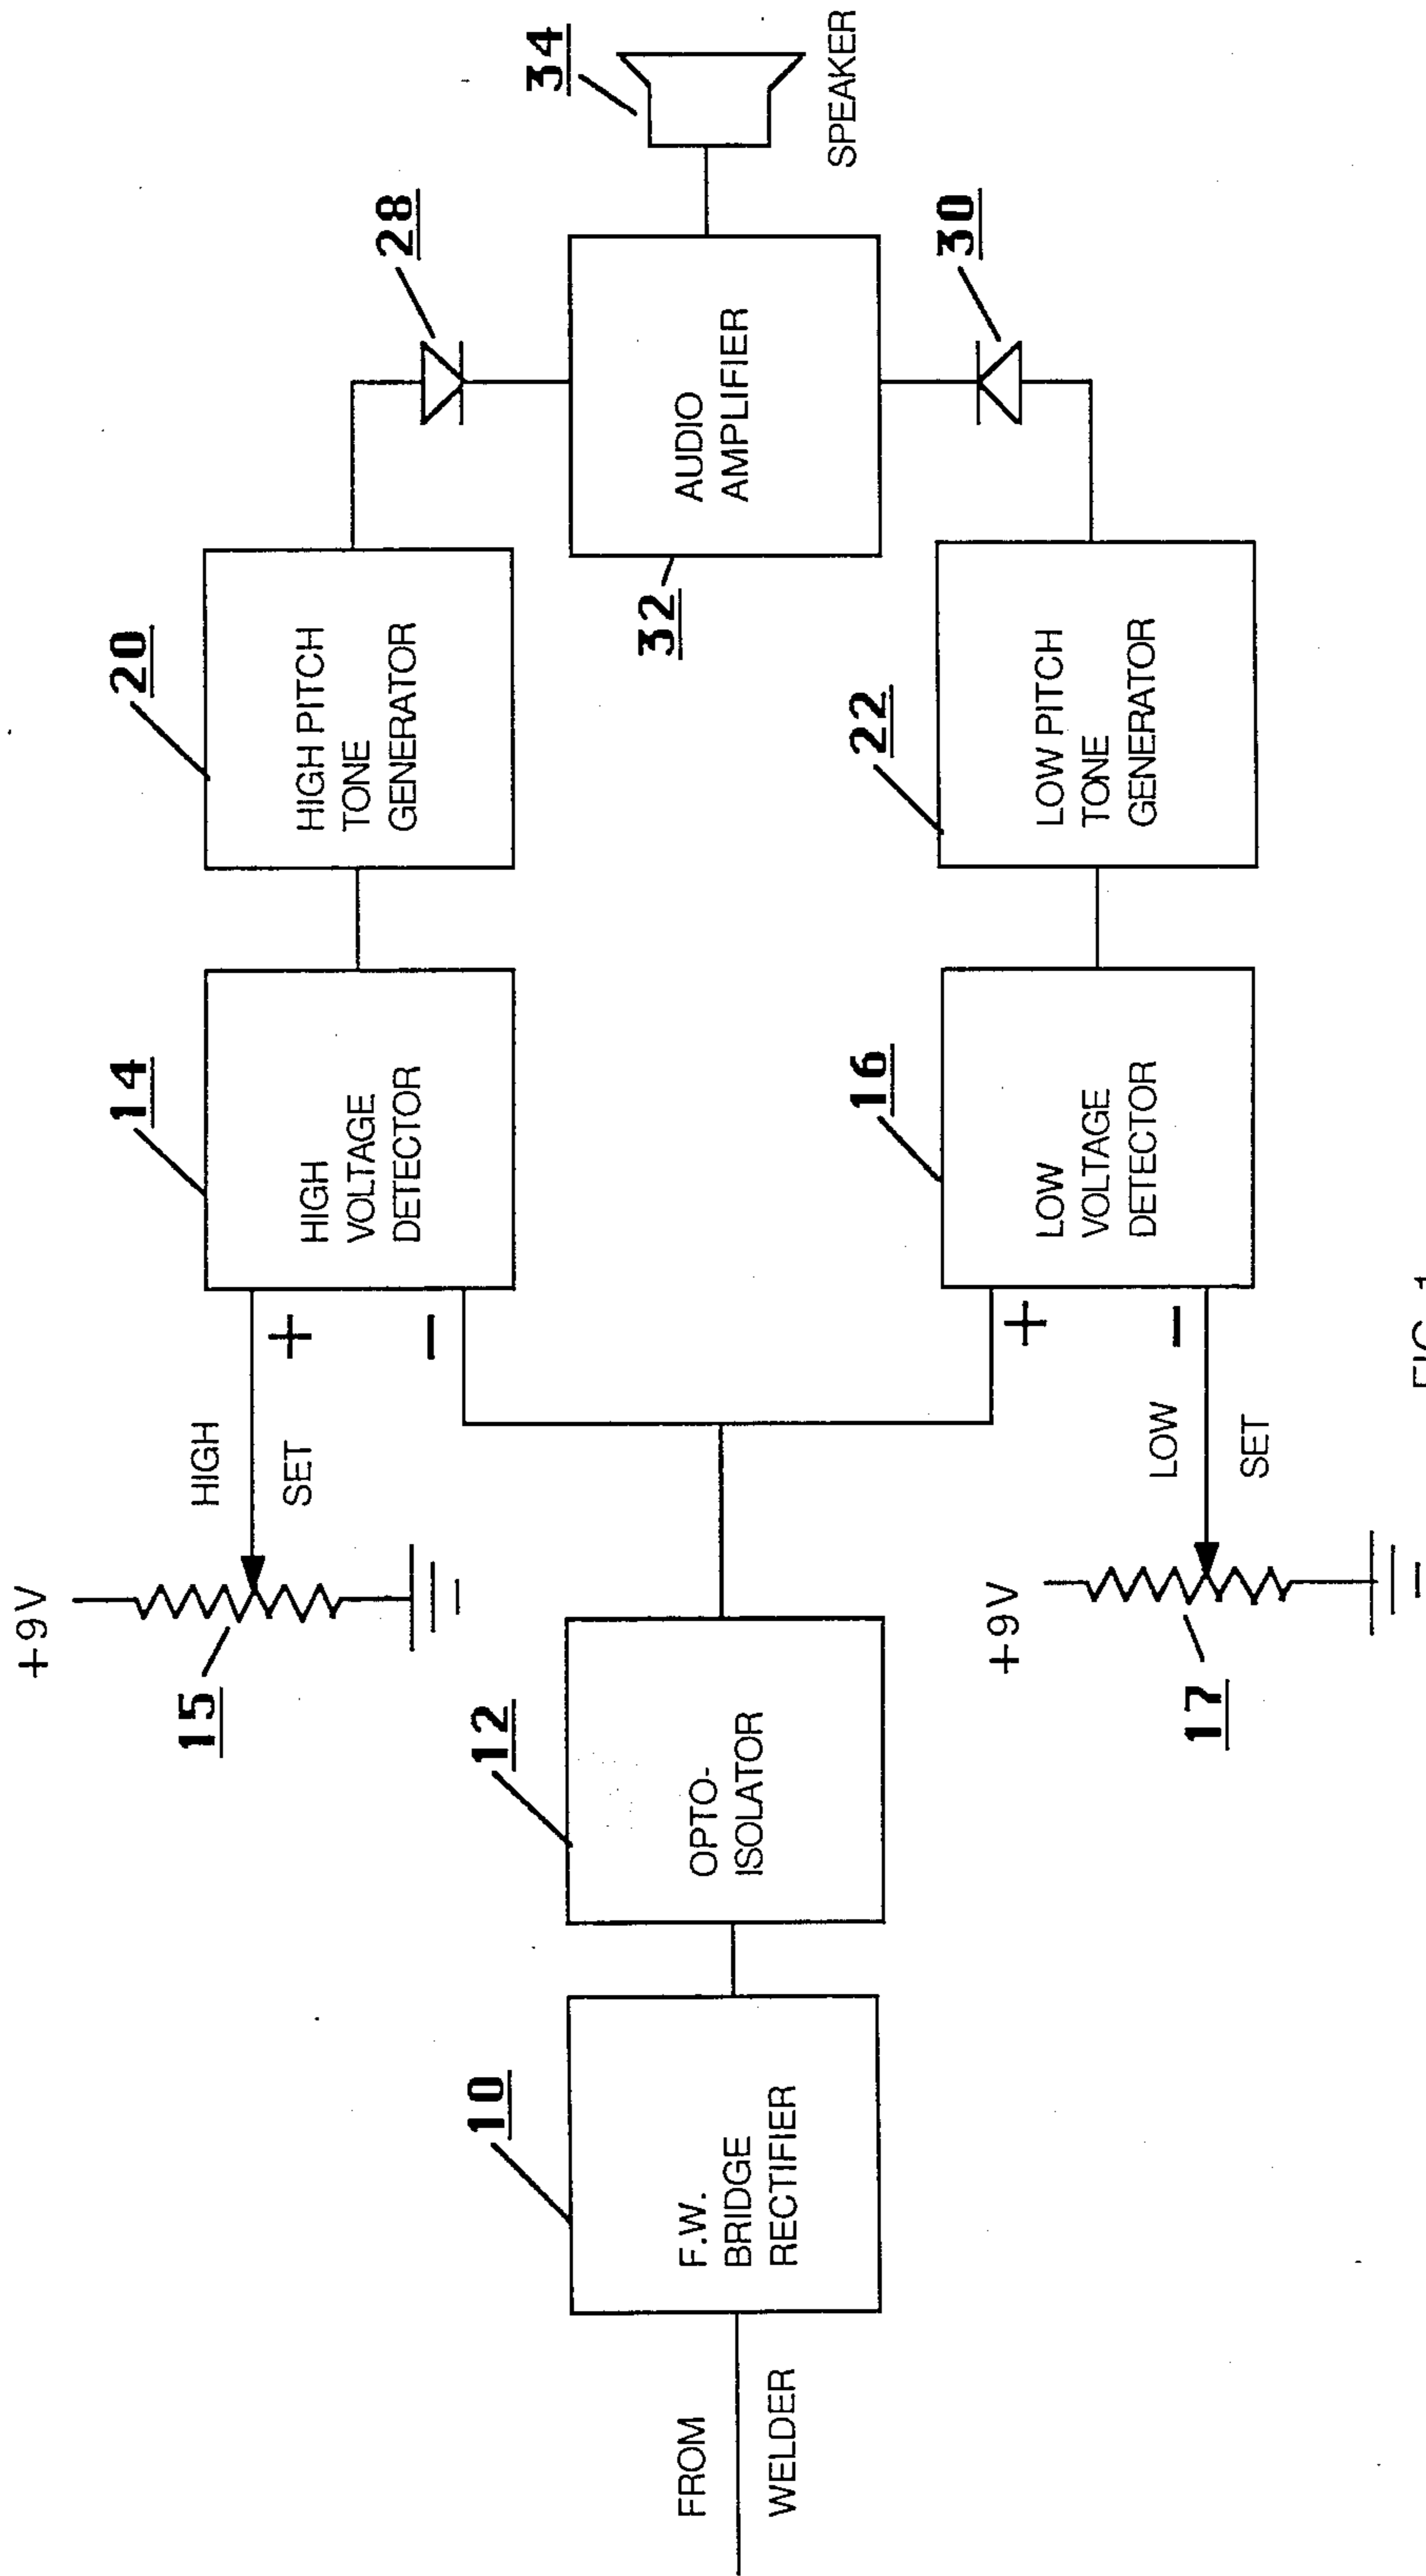 FROM
WELDER
10
F.W.
BRIDGE
RECTIFIER
12
OPTO-
ISOLATOR
+9V
15
HIGH
SET
+
−
14
HIGH
VOLTAGE
DETECTOR
20
HIGH PITCH
TONE
GENERATOR
28
+9V
17
LOW
SET
+
−
16
LOW
VOLTAGE
DETECTOR
22
LOW PITCH
TONE
GENERATOR
30
32
AUDIO
AMPLIFIER
34
SPEAKER
FIG. 1